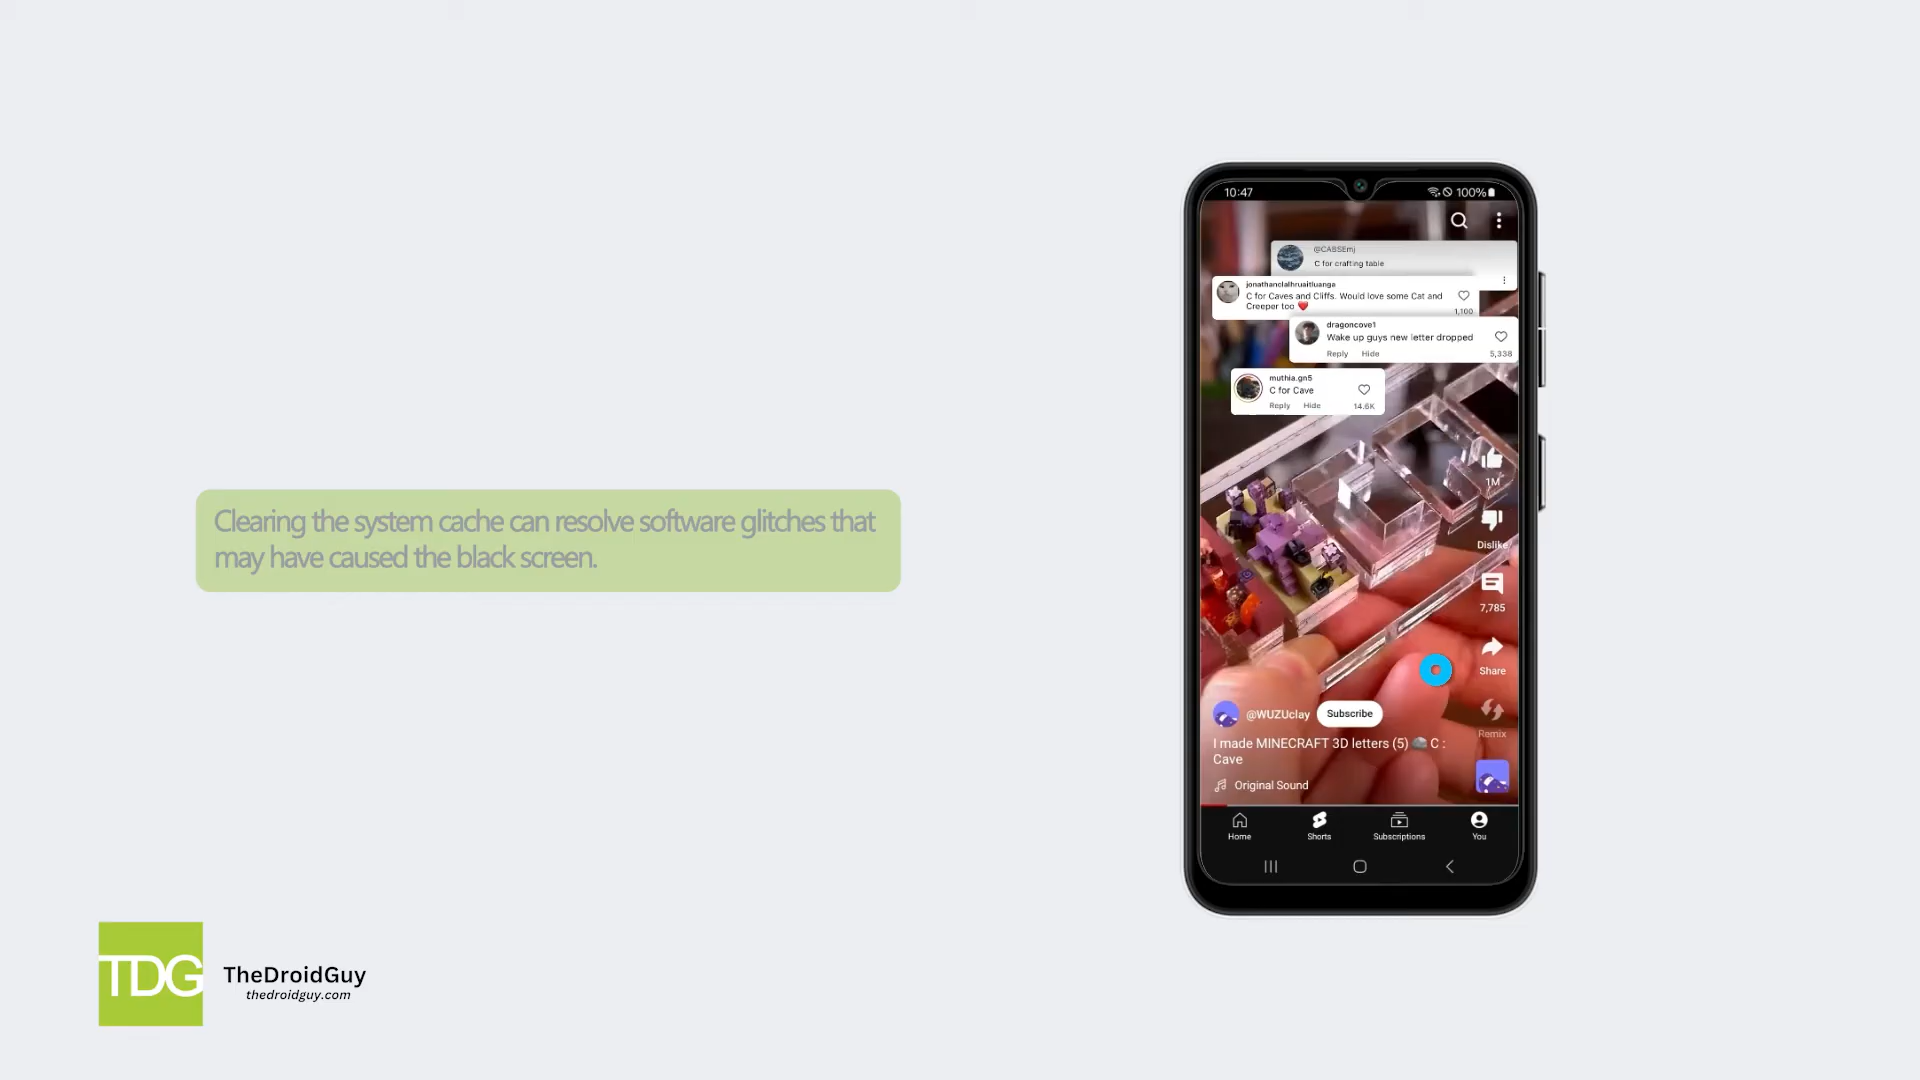 Clearing the system cache can resolve software glitches that
may have caused the black screen.
TDG
TheDroidGuy
thedroidguy.com
10:47
100%
@CASSEmj
C for crafting table
jonathanclalhruaitluanga
C for Caves and Cliffs. Would love some Cat and
Creeper too
1,100
dragoncove1
Wake up guys new letter dropped
Reply Hide
5,338
muthia.gn5
C for Cave
Reply Hide
14.6K
1M
Dislike
7,785
Share
Remix
@WUZUclay
Subscribe
I made MINECRAFT 3D letters (5) C :
Cave
Original Sound
Home
Shorts
Subscriptions
You